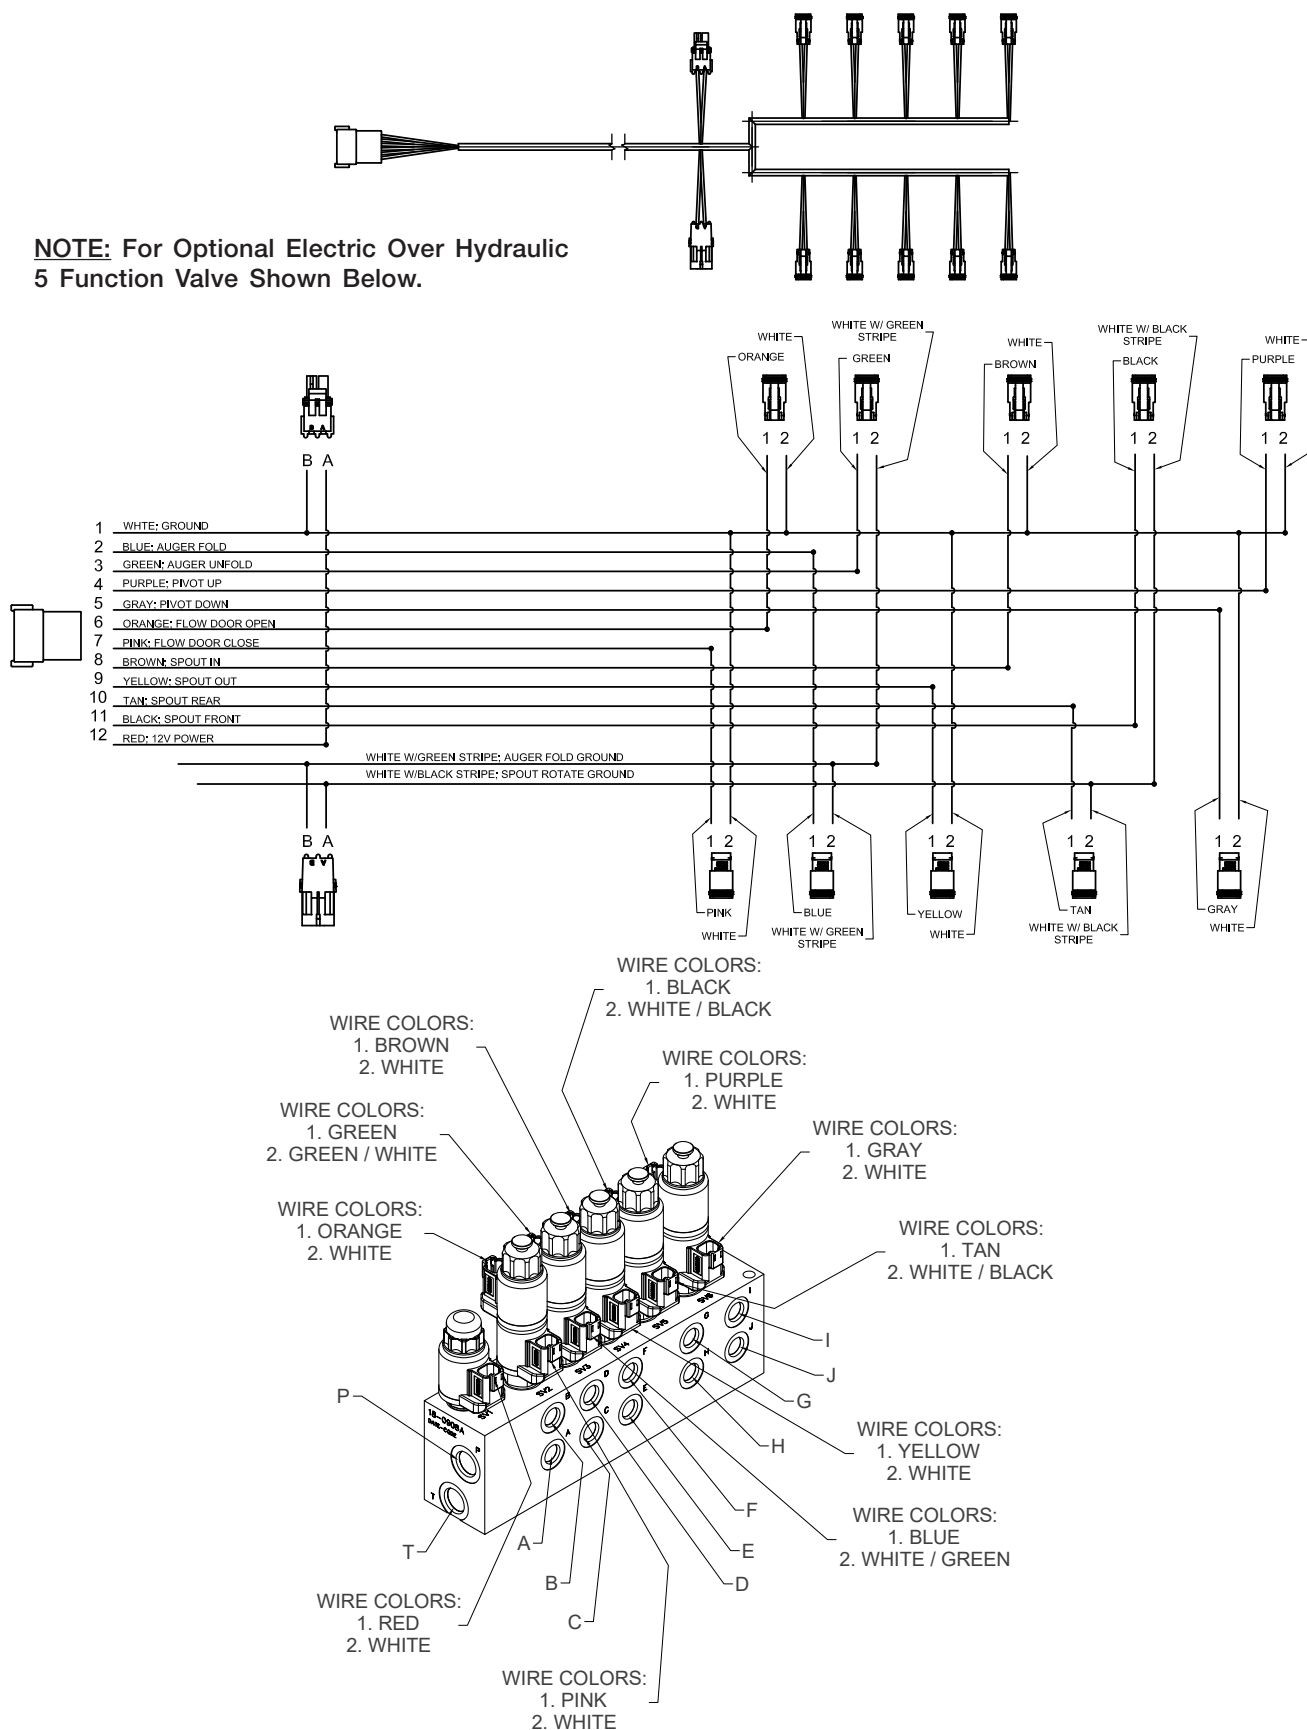 NOTE: For Optional Electric Over Hydraulic
5 Function Valve Shown Below.
WHITE
ORANGE
WHITE W/ GREEN
STRIPE
GREEN
WHITE
BROWN
WHITE W/ BLACK
STRIPE
BLACK
WHITE
PURPLE
1 2
1 2
1 2
1 2
1 2
B A
B A
1 WHTE; GROUND
2 BLUE; AUGER FOLD
3 GREEN; AUGER UNFOLD
4 PURPLE; PIVOT UP
5 GRAY; PIVOT DOWN
6 ORANGE; FLOW DOOR OPEN
7 PINK; FLOW DOOR CLOSE
8 BROWN; SPOUT IN
9 YELLOW; SPOUT OUT
10 TAN; SPOUT REAR
11 BLACK; SPOUT FRONT
12 RED; 12V POWER
WHITE W/GREEN STRIPE; AUGER FOLD GROUND
WHITE W/BLACK STRIPE; SPOUT ROTATE GROUND
B A
1 2
1 2
1 2
1 2
1 2
PINK
WHITE
BLUE
WHITE W/ GREEN
STRIPE
YELLOW
WHITE
TAN
WHITE W/ BLACK
STRIPE
GRAY
WHITE
WIRE COLORS:
1. BLACK
2. WHITE / BLACK
WIRE COLORS:
1. BROWN
2. WHITE
WIRE COLORS:
1. PURPLE
2. WHITE
WIRE COLORS:
1. GREEN
2. GREEN / WHITE
WIRE COLORS:
1. GRAY
2. WHITE
WIRE COLORS:
1. ORANGE
2. WHITE
WIRE COLORS:
1. TAN
2. WHITE / BLACK
SV1
SV2
SV3
SV4
SV5
SV6
P
T
A
B
C
D
E
F
G
H
I
J
P
T
A
B
C
D
E
F
G
H
I
J
WIRE COLORS:
1. YELLOW
2. WHITE
WIRE COLORS:
1. BLUE
2. WHITE / GREEN
WIRE COLORS:
1. RED
2. WHITE
WIRE COLORS:
1. PINK
2. WHITE